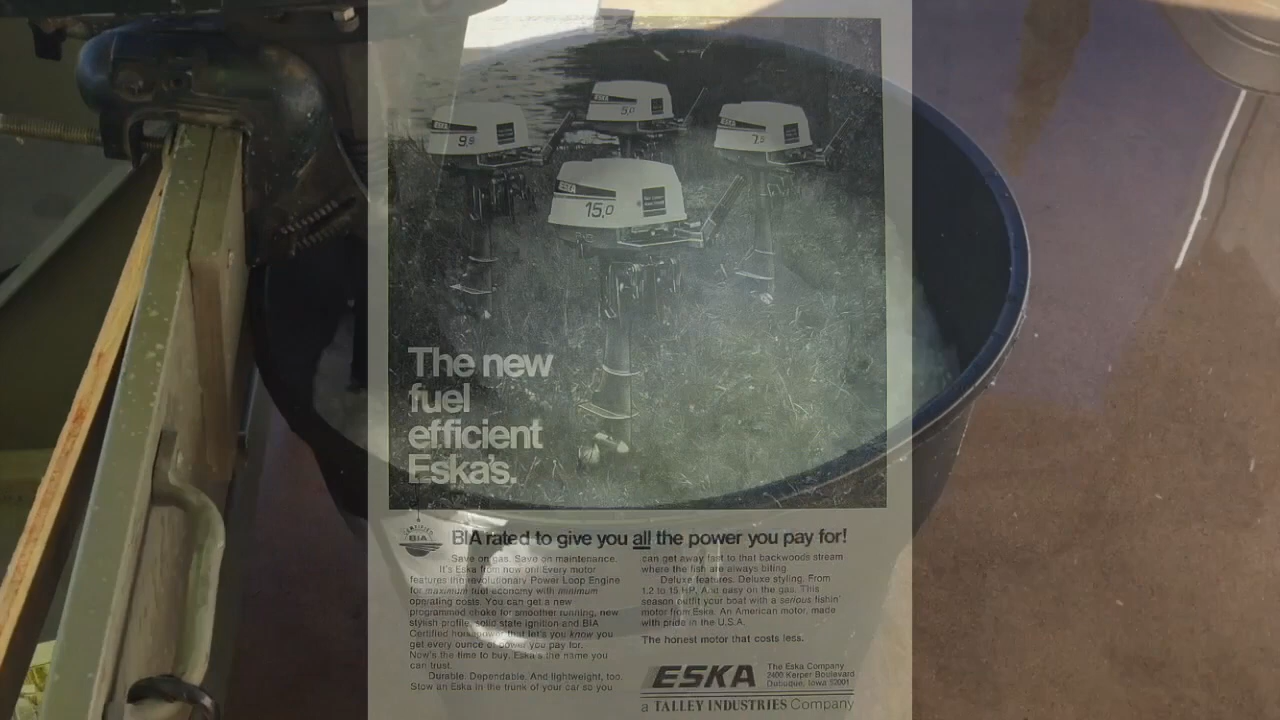 ESKA
9.9
ESKA
5.0
ESKA
7.5
ESKA
15.0
The new
fuel
efficient
Eska's.
CERTIFIED
BIA
BIA rated to give you all the power you pay for!
Save on gas. Save on maintenance.
It's Eska from now on! Every motor
features the revolutionary Power Loop Engine
for maximum fuel economy with minimum
operating costs. You can get a new
programmed choke for smoother running, new
stylish profile, solid state ignition and BIA
Certified horsepower that let's you know you
get every ounce of power you pay for.
Now's the time to buy. Eska's the name you
can trust.
Durable. Dependable. And lightweight, too.
Stow an Eska in the trunk of your car so you
can get away fast to that backwoods stream
where the fish are always biting.
Deluxe features. Deluxe styling. From
1.2 to 15 HP. And easy on the gas. This
season outfit your boat with a serious fishin'
motor from Eska. An American motor, made
with pride in the U.S.A.
The honest motor that costs less.
ESKA
The Eska Company
2400 Kerper Boulevard
Dubuque, Iowa 52001
a TALLEY INDUSTRIES Company